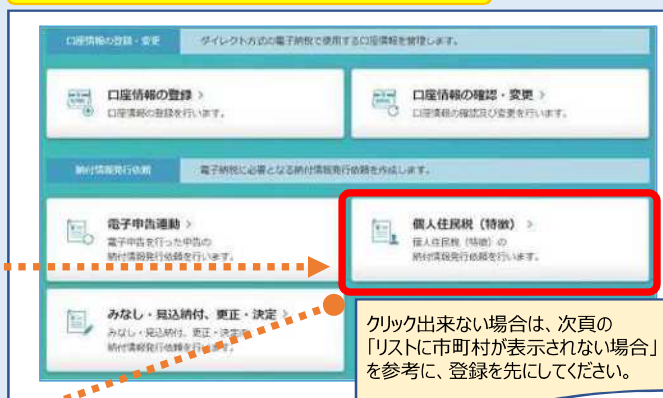 口座情報の登録・変更 ダイレクト方式の電子納税で使用する口座情報を管理します。
口座情報の登録 >
口座情報の登録を行います。
口座情報の確認・変更 >
口座情報の確認及び変更を行います。
納付情報発行依頼 電子納税に必要となる納付情報発行依頼を作成します。
電子申告連動 >
電子申告を行った申告の
納付情報発行依頼を行います。
個人住民税（特徴） >
個人住民税（特徴）の
納付情報発行依頼を行います。
みなし・見込納付、更正・決定 >
みなし・見込納付、更正・決定の
納付情報発行依頼を行います。
クリック出来ない場合は、次頁の
「リストに市町村が表示されない場合」
を参考に、登録を先にしてください。